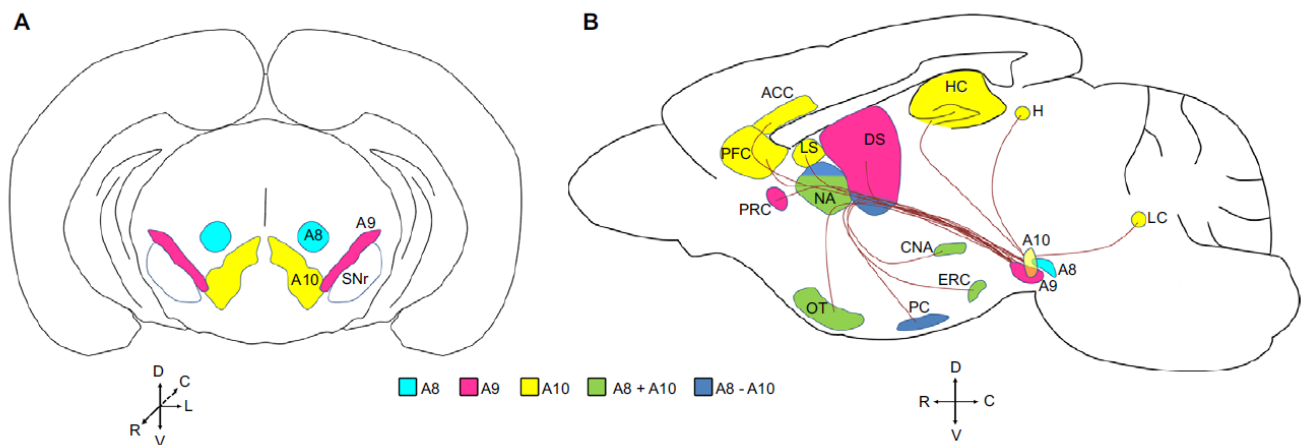 A
B
A8
A9
A10
SNr
D
C
L
R
V
ACC
HC
H
PFC
LS
DS
NA
PRC
LC
CNA
A10
A8
A9
ERC
OT
PC
A8
A9
A10
A8 + A10
A8 - A10
D
R
C
V